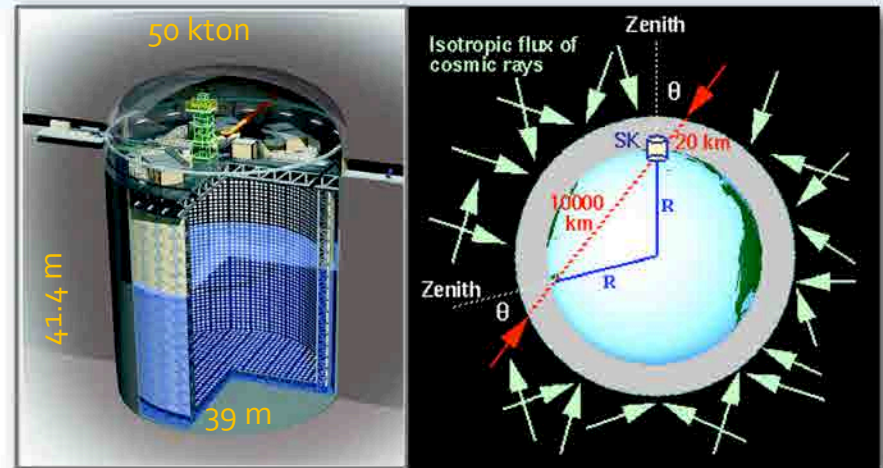 50 kton
41.4 m
39 m
Zenith
Isotropic flux of
cosmic rays
θ
SK
20 km
10000
km
R
R
Zenith
θ